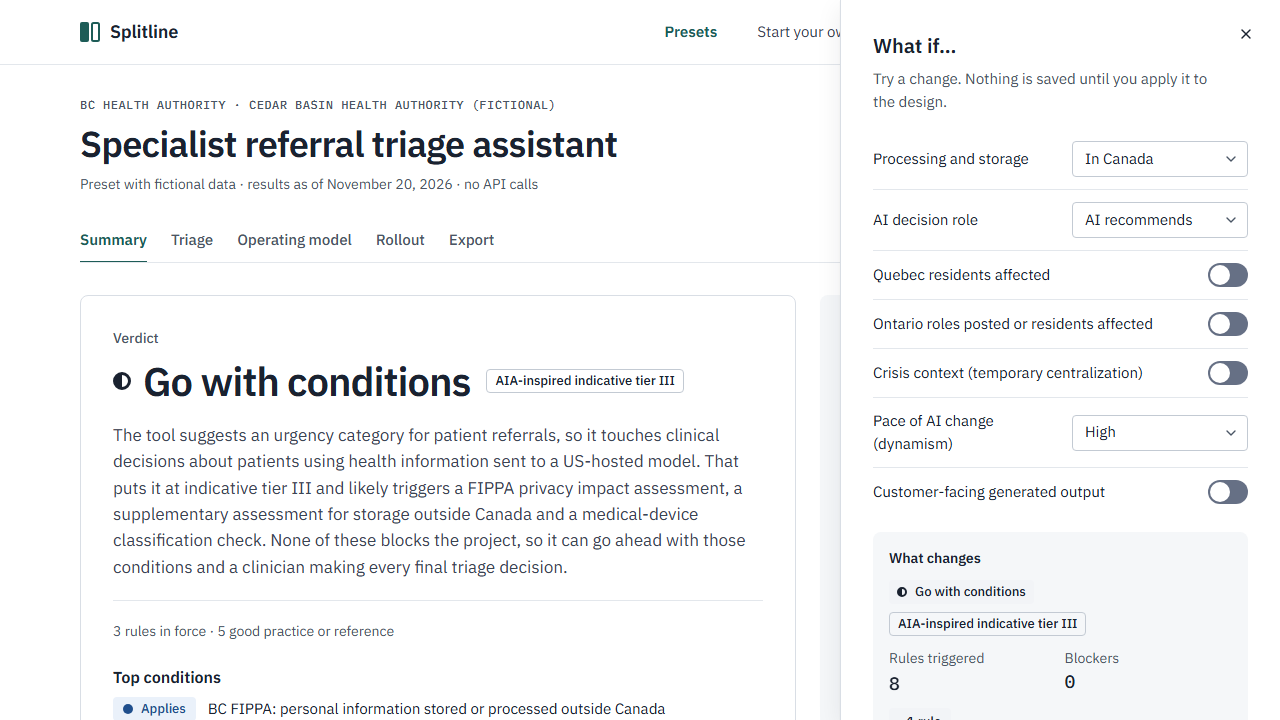 Splitline
Presets
Start your ow
BC HEALTH AUTHORITY · CEDAR BASIN HEALTH AUTHORITY (FICTIONAL)
Specialist referral triage assistant
Preset with fictional data · results as of November 20, 2026 · no API calls
Summary
Triage
Operating model
Rollout
Export
Verdict
Go with conditions
AIA-inspired indicative tier III
The tool suggests an urgency category for patient referrals, so it touches clinical
decisions about patients using health information sent to a US-hosted model. That
puts it at indicative tier III and likely triggers a FIPPA privacy impact assessment, a
supplementary assessment for storage outside Canada and a medical-device
classification check. None of these blocks the project, so it can go ahead with those
conditions and a clinician making every final triage decision.
3 rules in force · 5 good practice or reference
Top conditions
Applies
BC FIPPA: personal information stored or processed outside Canada
What if…
Try a change. Nothing is saved until you apply it to
the design.
Processing and storage
In Canada
AI decision role
AI recommends
Quebec residents affected
Ontario roles posted or residents affected
Crisis context (temporary centralization)
Pace of AI change
(dynamism)
High
Customer-facing generated output
What changes
Go with conditions
AIA-inspired indicative tier III
Rules triggered
8
Blockers
0